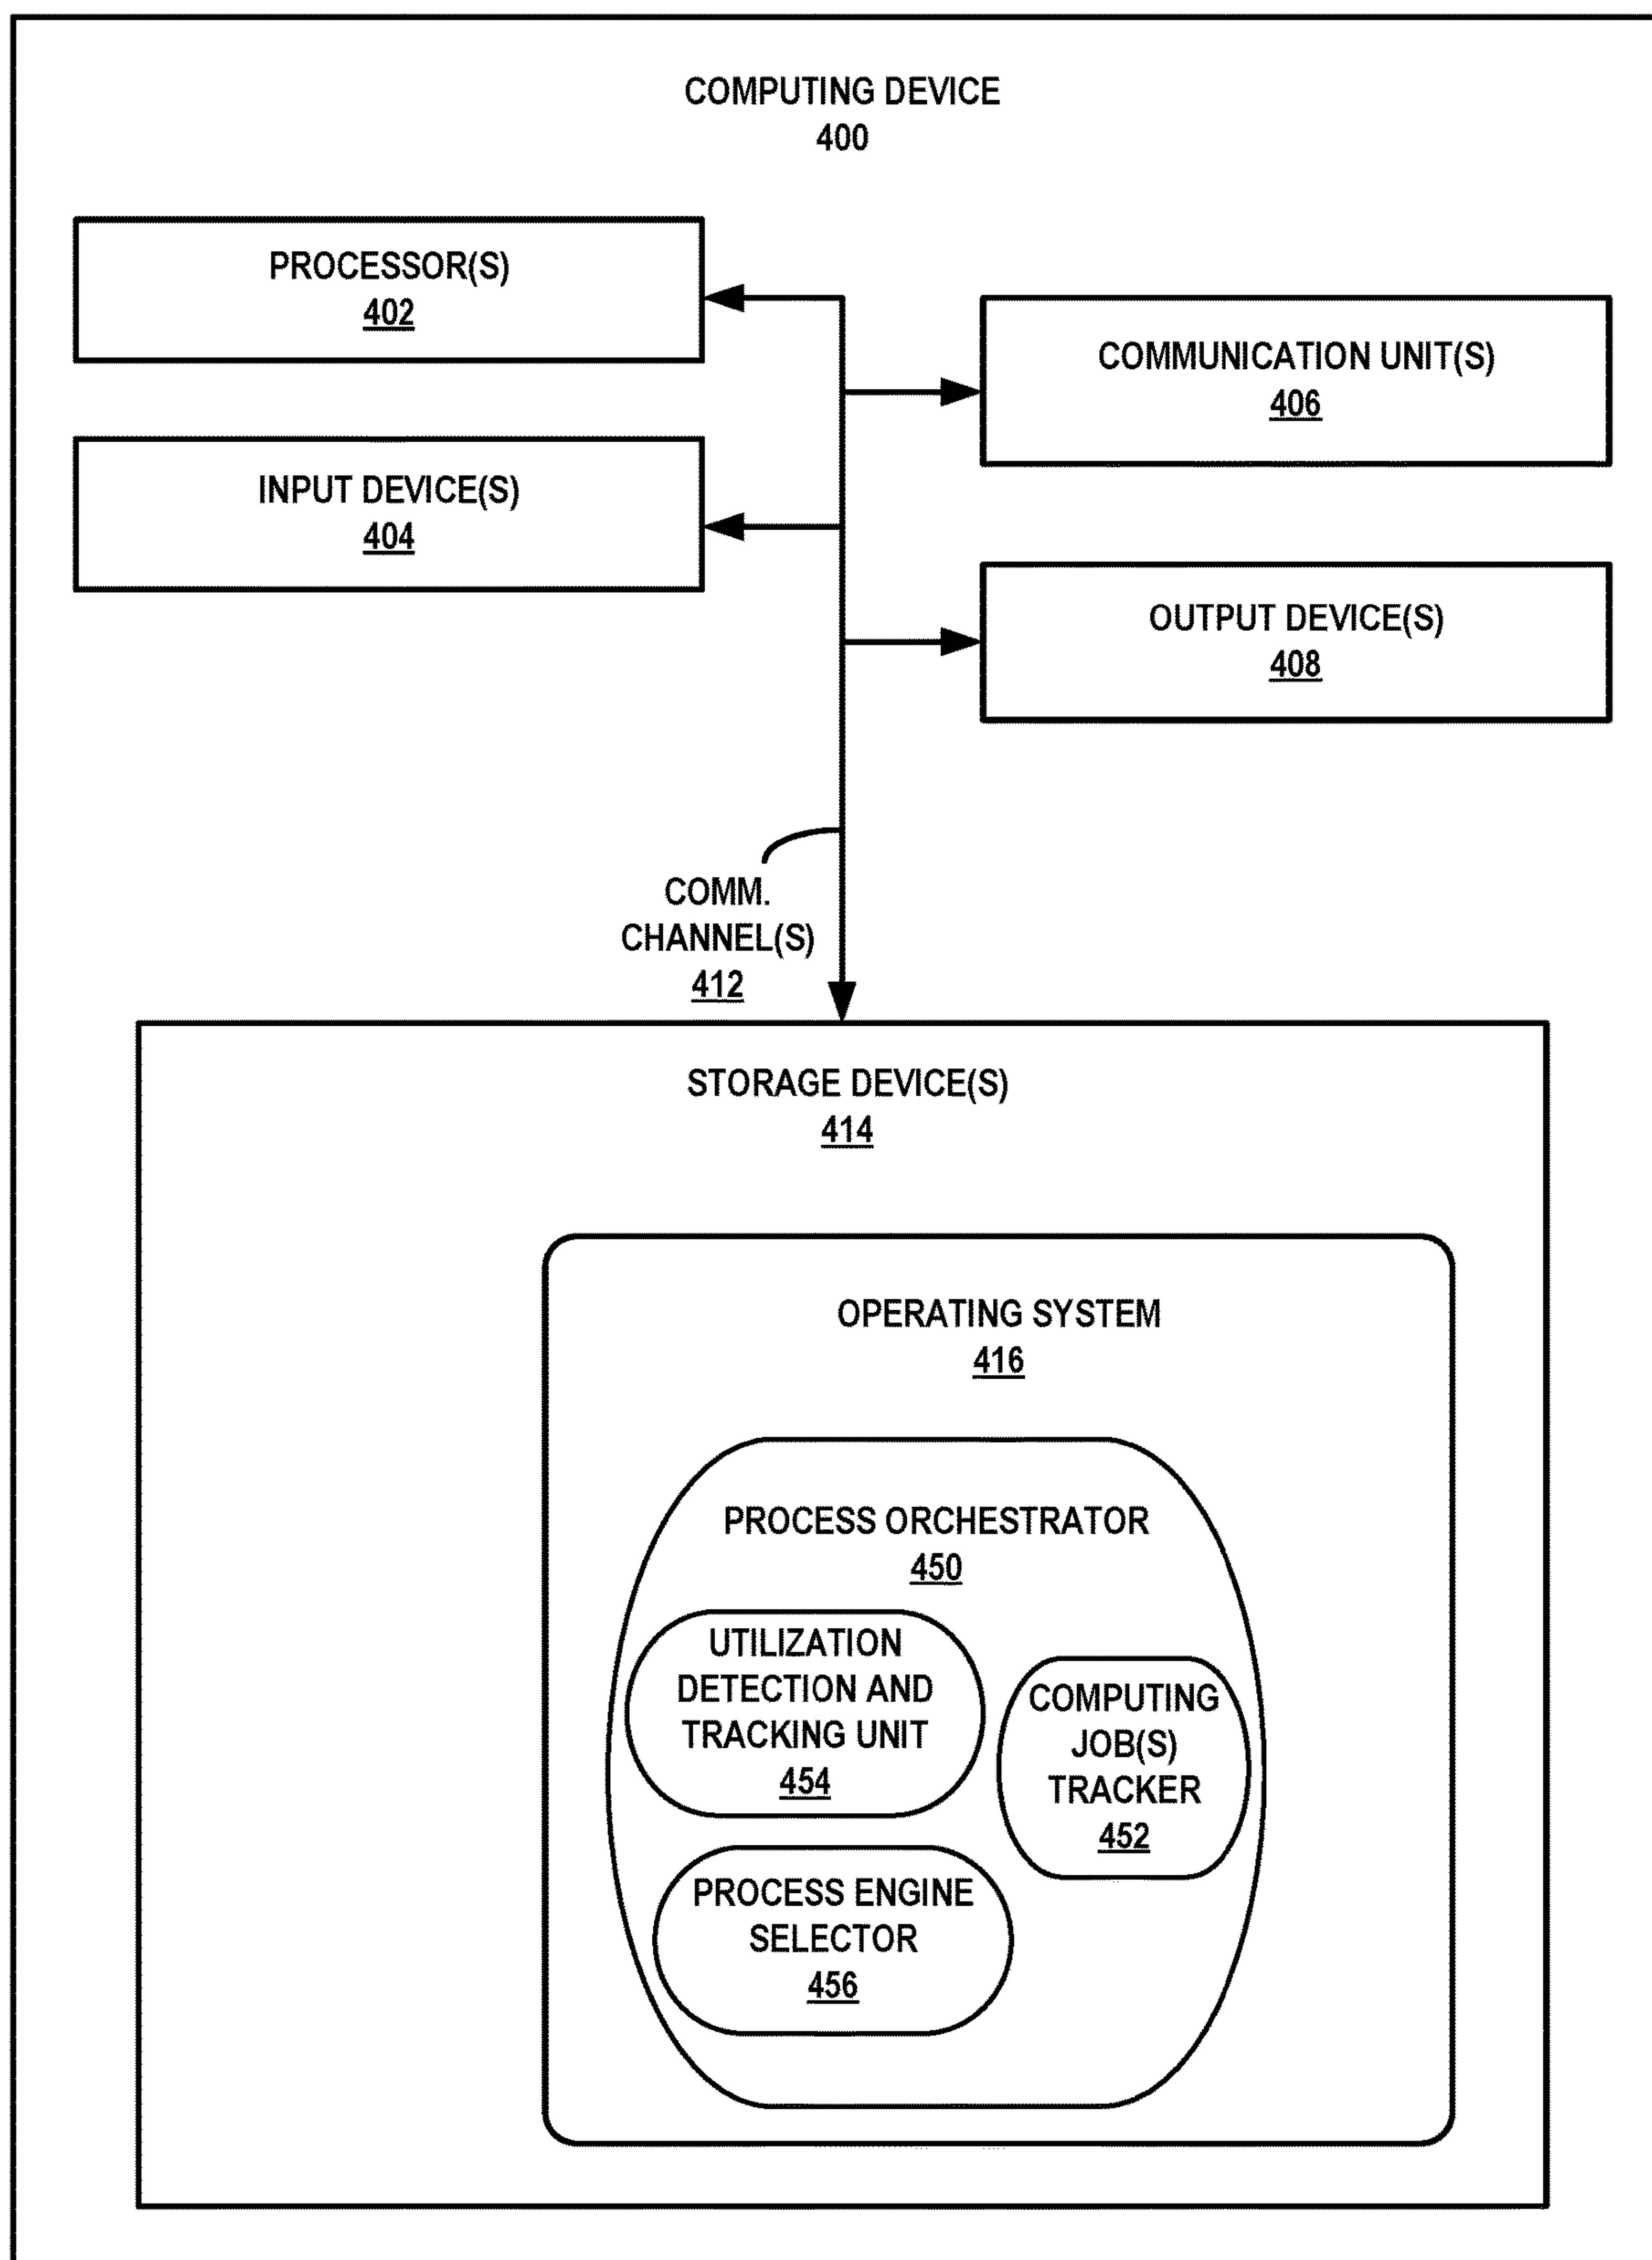 COMPUTING DEVICE
400
PROCESSOR(S)
402
COMMUNICATION UNIT(S)
406
INPUT DEVICE(S)
404
OUTPUT DEVICE(S)
408
COMM.
CHANNEL(S)
412
STORAGE DEVICE(S)
414
OPERATING SYSTEM
416
PROCESS ORCHESTRATOR
450
UTILIZATION
DETECTION AND
TRACKING UNIT
454
COMPUTING
JOB(S)
TRACKER
452
PROCESS ENGINE
SELECTOR
456